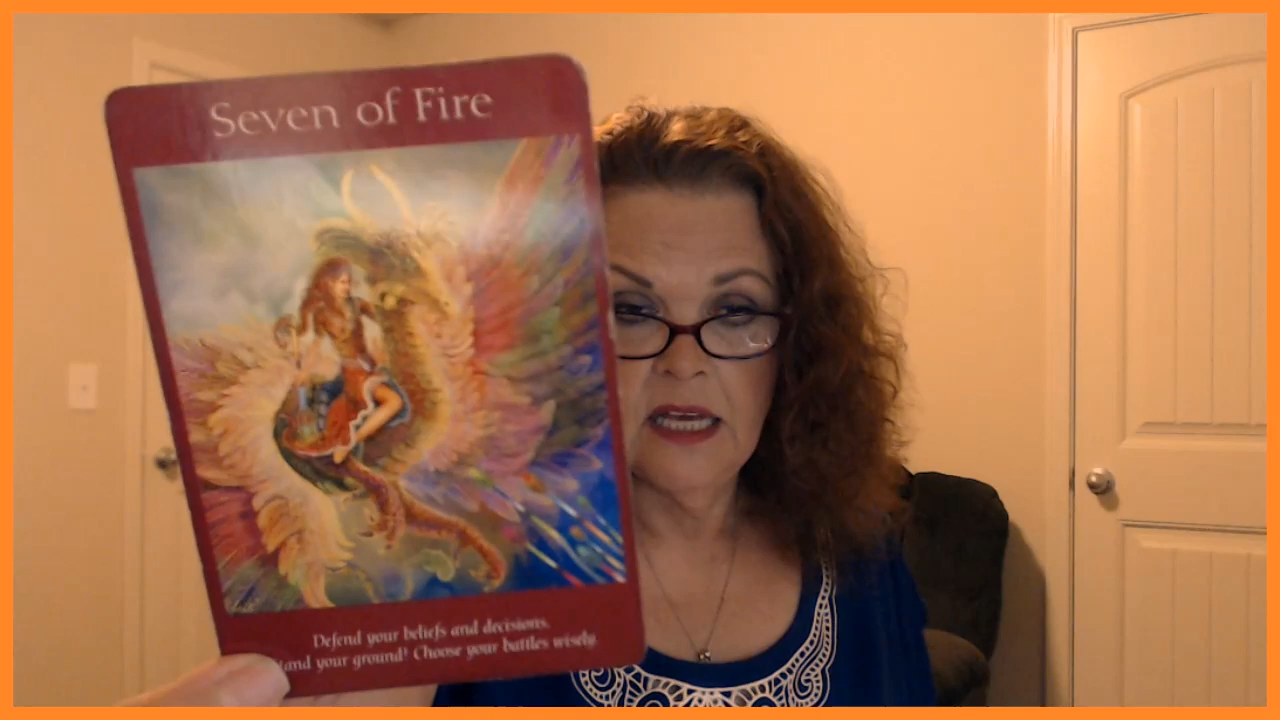 Seven of Fire
Defend your beliefs and decisions.
tand your ground! Choose your battles wisely.